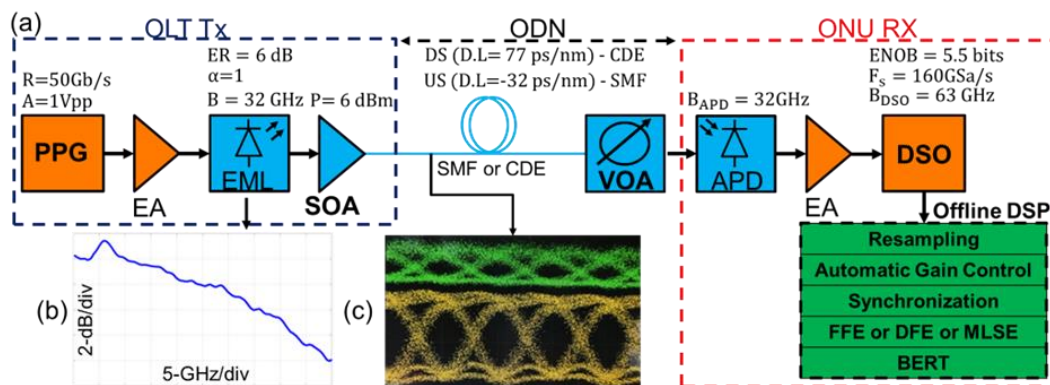 (a)
OLT Tx
ODN
ONU RX
ER = 6 dB
α=1
B = 32 GHz
P= 6 dBm
R=50Gb/s
A=1Vpp
DS (D.L= 77 ps/nm) - CDE
US (D.L=-32 ps/nm) - SMF
B_APD = 32GHz
ENOB = 5.5 bits
F_s = 160GSa/s
B_DSO = 63 GHz
PPG
EA
EML
SOA
SMF or CDE
VOA
APD
EA
DSO
Offline DSP
Resampling
Automatic Gain Control
Synchronization
FFE or DFE or MLSE
BERT
(b)
2-dB/div
5-GHz/div
(c)